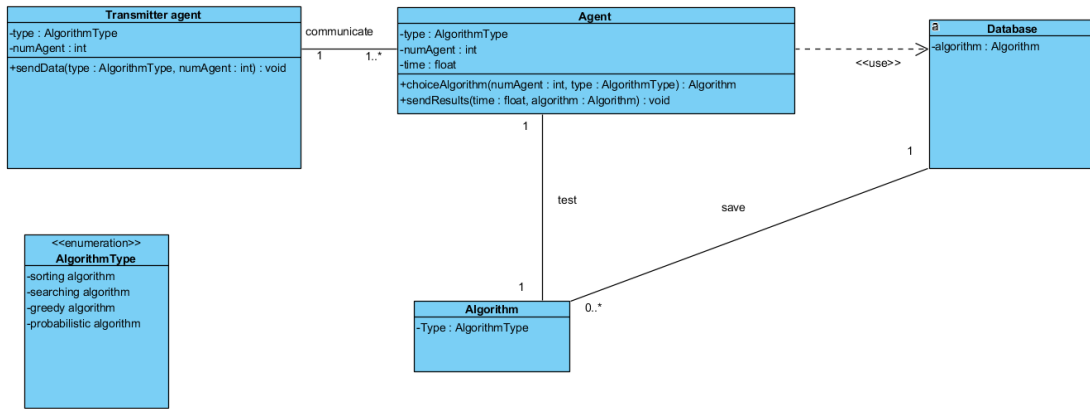 Transmitter agent
-type : AlgorithmType
-numAgent : int
+sendData(type : AlgorithmType, numAgent : int) : void
communicate
1
1..*
Agent
-type : AlgorithmType
-numAgent : int
-time : float
+choiceAlgorithm(numAgent : int, type : AlgorithmType) : Algorithm
+sendResults(time : float, algorithm : Algorithm) : void
<<use>>
a
Database
-algorithm : Algorithm
1
test
1
1
save
0..*
<<enumeration>>
AlgorithmType
-sorting algorithm
-searching algorithm
-greedy algorithm
-probabilistic algorithm
Algorithm
-Type : AlgorithmType